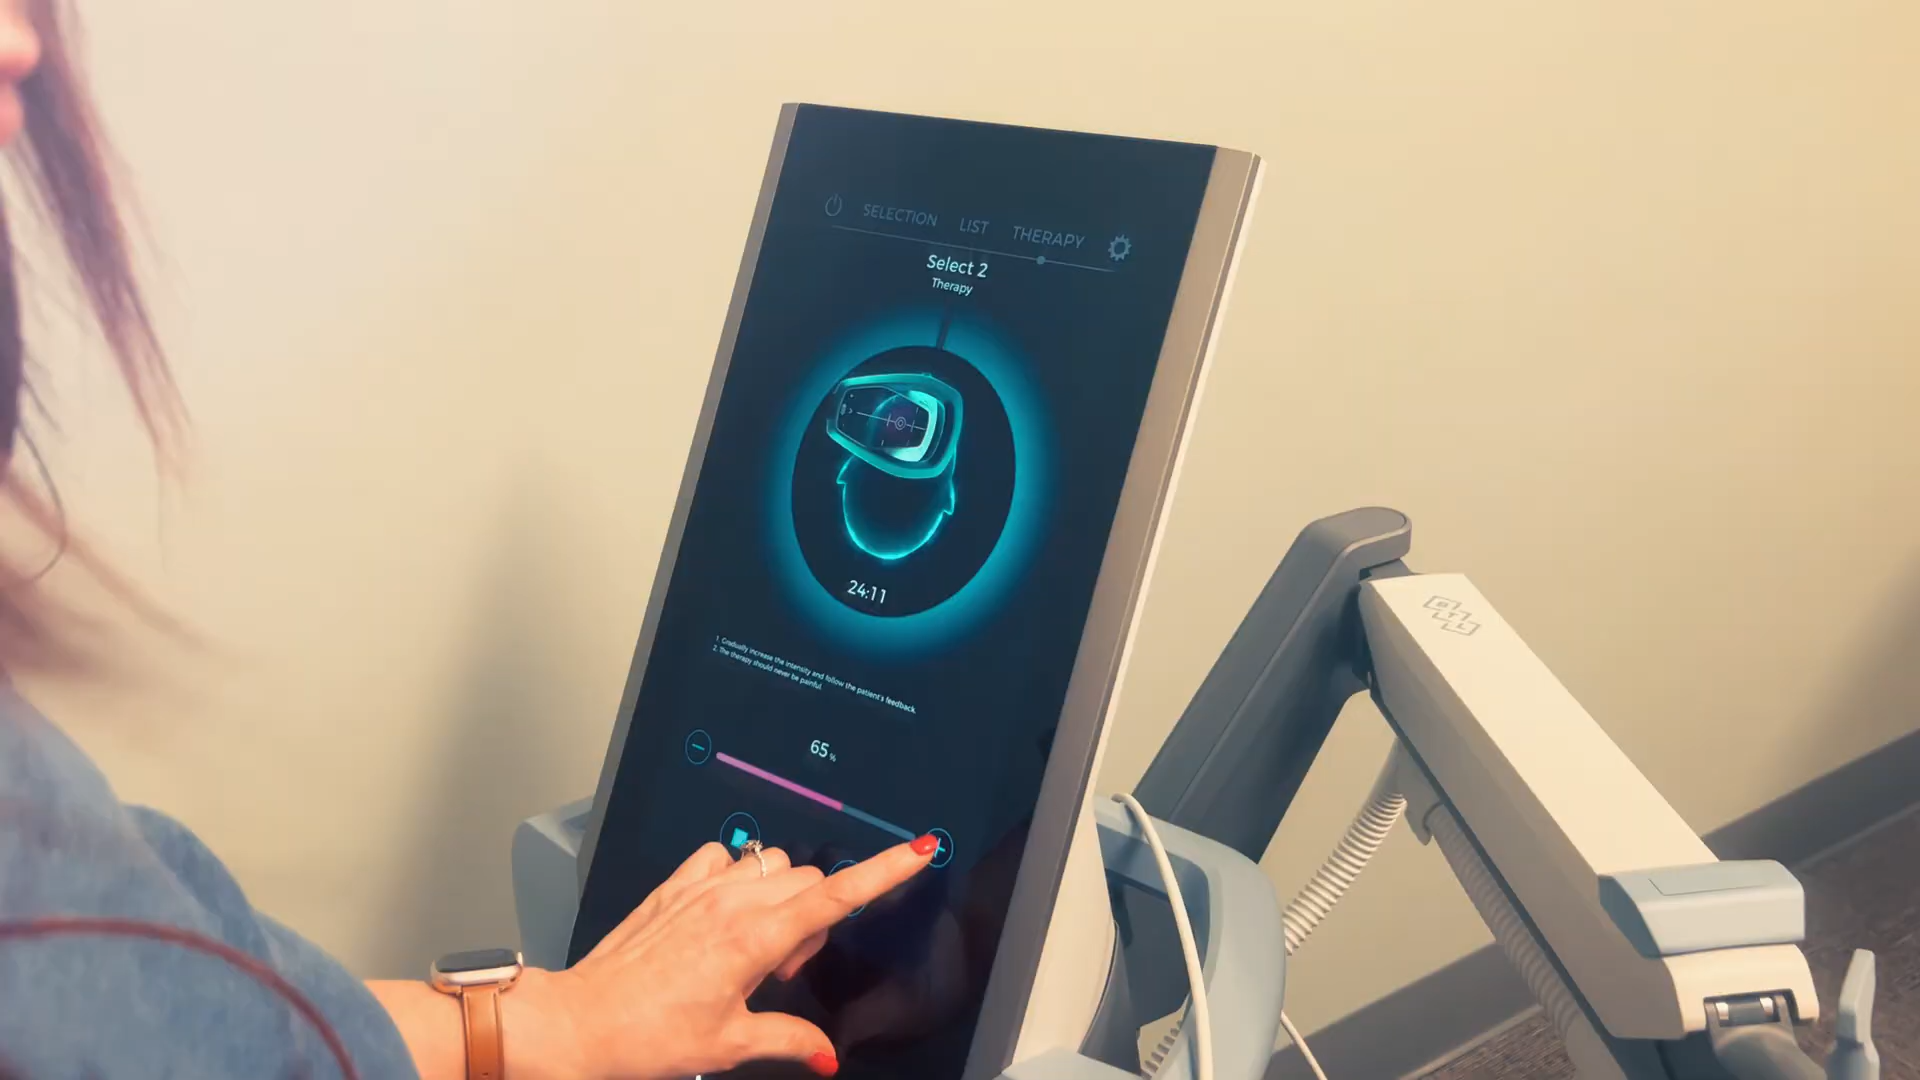 SELECTION LIST THERAPY
Select 2
Therapy
24:11
1. Gradually increase the intensity and follow the patient's feedback.
2. The therapy should never be painful.
65 %